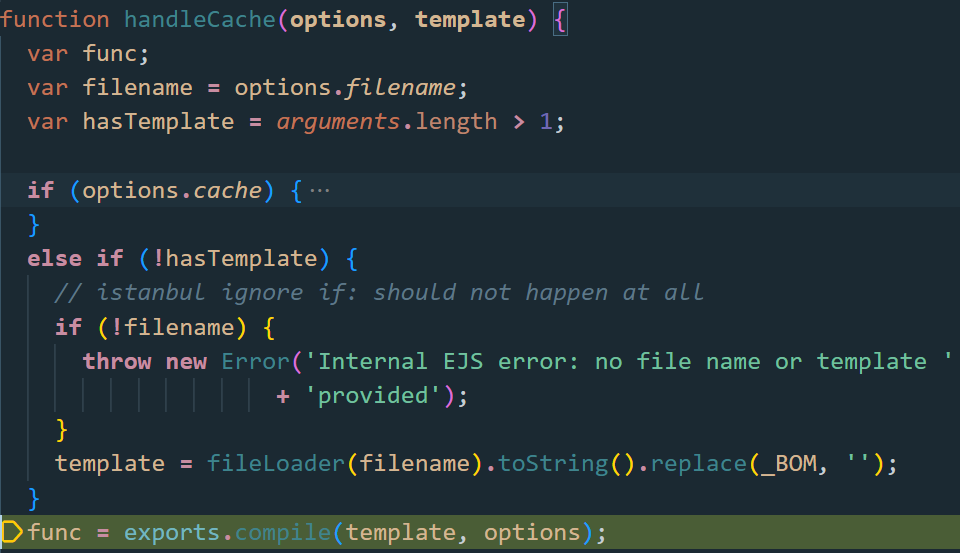 function handleCache(options, template) {
  var func;
  var filename = options.filename;
  var hasTemplate = arguments.length > 1;

  if (options.cache) { ···
  }
  else if (!hasTemplate) {
    // istanbul ignore if: should not happen at all
    if (!filename) {
      throw new Error('Internal EJS error: no file name or template '
                    + 'provided');
    }
    template = fileLoader(filename).toString().replace(_BOM, '');
  }
  func = exports.compile(template, options);